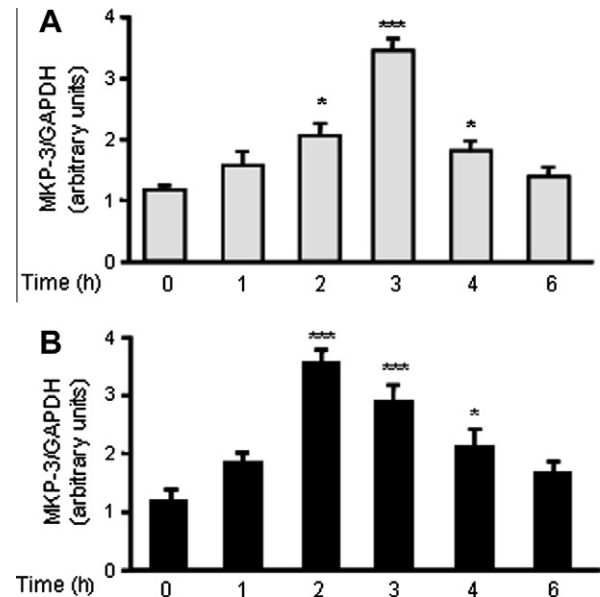 A
MKP-3/GAPDH
(arbitrary units)
4
3
2
1
0
* *** *
Time (h) 0 1 2 3 4 6
B
MKP-3/GAPDH
(arbitrary units)
4
3
2
1
0
*** *** *
Time (h) 0 1 2 3 4 6